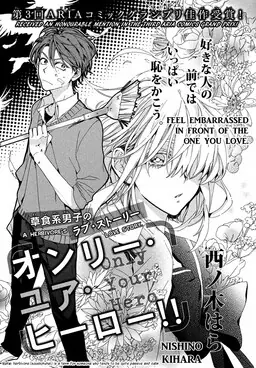 第3回ARIAコミックグランプリ佳作受賞！
RECEIVED AN HONOURABLE MENTION IN THE THIRD ARIA COMICS GRAND PRIX!
好きな人の
前では
いっぱい
恥をかこう。
FEEL EMBARRASSED
IN FRONT OF THE
ONE YOU LOVE.
草食系男子の
ラブ・ストーリー
A HERBIVORE'S LOVE STORY
オンリー・
ユア・
ヒーロー!!
Only
Your
Hero
西ノ木はら
NISHINO
KIHARA